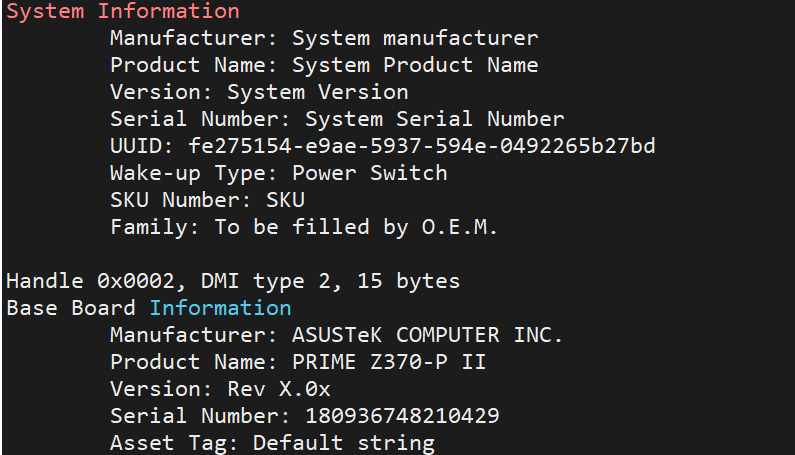 System Information
Manufacturer: System manufacturer
Product Name: System Product Name
Version: System Version
Serial Number: System Serial Number
UUID: fe275154-e9ae-5937-594e-0492265b27bd
Wake-up Type: Power Switch
SKU Number: SKU
Family: To be filled by O.E.M.
Handle 0x0002, DMI type 2, 15 bytes
Base Board Information
Manufacturer: ASUSTeK COMPUTER INC.
Product Name: PRIME Z370-P II
Version: Rev X.0x
Serial Number: 180936748210429
Asset Tag: Default string